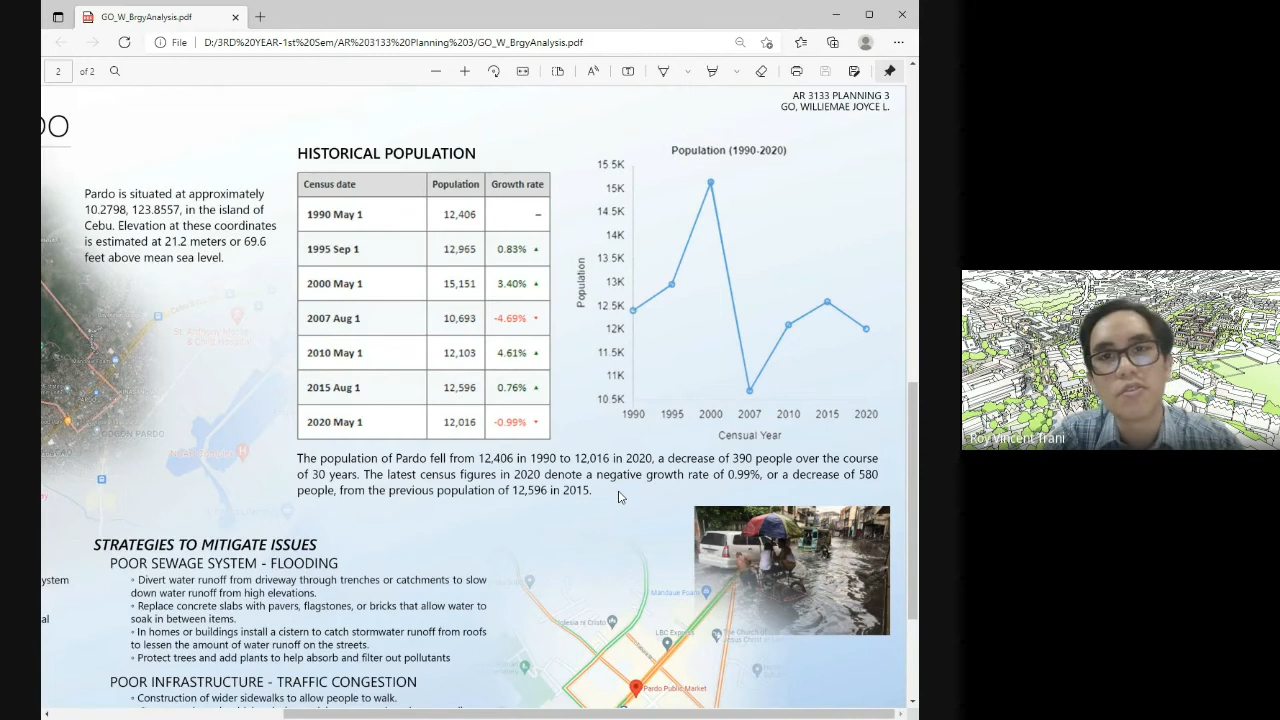 GO_W_BrgyAnalysis.pdf
File
D:/3RD%20YEAR-1st%20Sem/AR%203133%20Planning%203/GO_W_BrgyAnalysis.pdf
2 of 2
AR 3133 PLANNING 3
GO, WILLIEMAE JOYCE L.
DO
Pardo is situated at approximately
10.2798, 123.8557, in the island of
Cebu. Elevation at these coordinates
is estimated at 21.2 meters or 69.6
feet above mean sea level.
HISTORICAL POPULATION
Census date Population Growth rate
1990 May 1 12,406 –
1995 Sep 1 12,965 0.83% ▲
2000 May 1 15,151 3.40% ▲
2007 Aug 1 10,693 -4.69% ▼
2010 May 1 12,103 4.61% ▲
2015 Aug 1 12,596 0.76% ▲
2020 May 1 12,016 -0.99% ▼
Population (1990-2020)
Population
15 5K
15K
14.5K
14K
13.5K
13K
12.5K
12K
11.5K
11K
10 5K
1990 1995 2000 2007 2010 2015 2020
Censual Year
The population of Pardo fell from 12,406 in 1990 to 12,016 in 2020, a decrease of 390 people over the course
of 30 years. The latest census figures in 2020 denote a negative growth rate of 0.99%, or a decrease of 580
people, from the previous population of 12,596 in 2015.
STRATEGIES TO MITIGATE ISSUES
POOR SEWAGE SYSTEM - FLOODING
◦ Divert water runoff from driveway through trenches or catchments to slow
down water runoff from high elevations.
◦ Replace concrete slabs with pavers, flagstones, or bricks that allow water to
soak in between items.
◦ In homes or buildings install a cistern to catch stormwater runoff from roofs
to lessen the amount of water runoff on the streets.
◦ Protect trees and add plants to help absorb and filter out pollutants
POOR INFRASTRUCTURE - TRAFFIC CONGESTION
◦ Construction of wider sidewalks to allow people to walk.
ystem
al
COGON PARDO
Mandaue Foam
Iglesia ni Cristo
LBC Express
Pardo Public Market
Roy Vincent Trani